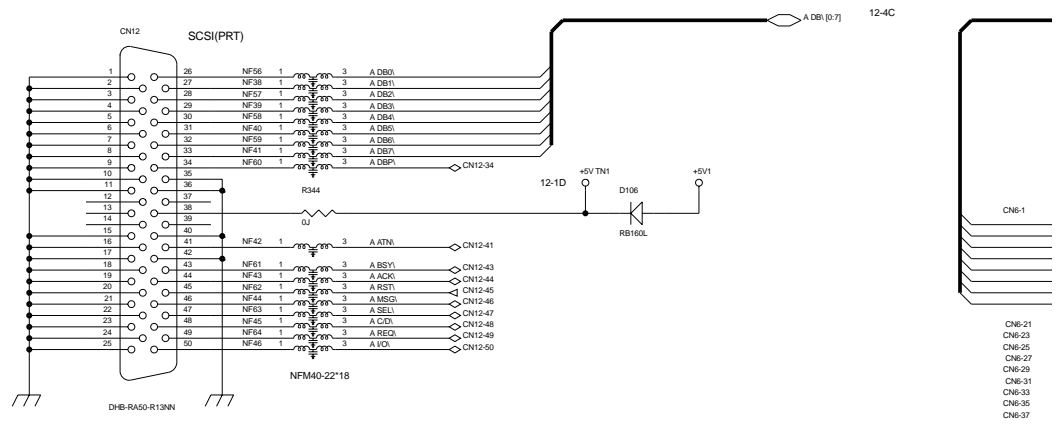 A DB\ [0:7] 12-4C
CN12 SCSI(PRT)
1 26 NF56 1 3 A DB0\
2 27 NF38 1 3 A DB1\
3 28 NF57 1 3 A DB2\
4 29 NF39 1 3 A DB3\
5 30 NF58 1 3 A DB4\
6 31 NF40 1 3 A DB5\
7 32 NF59 1 3 A DB6\
8 33 NF41 1 3 A DB7\
9 34 NF60 1 3 A DBP\ CN12-34
10 35
11 36 R344
12 37
13 38 0J
14 39
15 40
16 41 NF42 1 3 A ATN\ CN12-41
17 42
18 43 NF61 1 3 A BSY\ CN12-43
19 44 NF43 1 3 A ACK\ CN12-44
20 45 NF62 1 3 A RST\ CN12-45
21 46 NF44 1 3 A MSG\ CN12-46
22 47 NF63 1 3 A SEL\ CN12-47
23 48 NF45 1 3 A C/D\ CN12-48
24 49 NF64 1 3 A REQ\ CN12-49
25 50 NF46 1 3 A I/O\ CN12-50
NFM40-22*18
DHB-RA50-R13NN
12-1D +5V TN1 D106 +5V1
RB160L
CN6-1
CN6-21
CN6-23
CN6-25
CN6-27
CN6-29
CN6-31
CN6-33
CN6-35
CN6-37